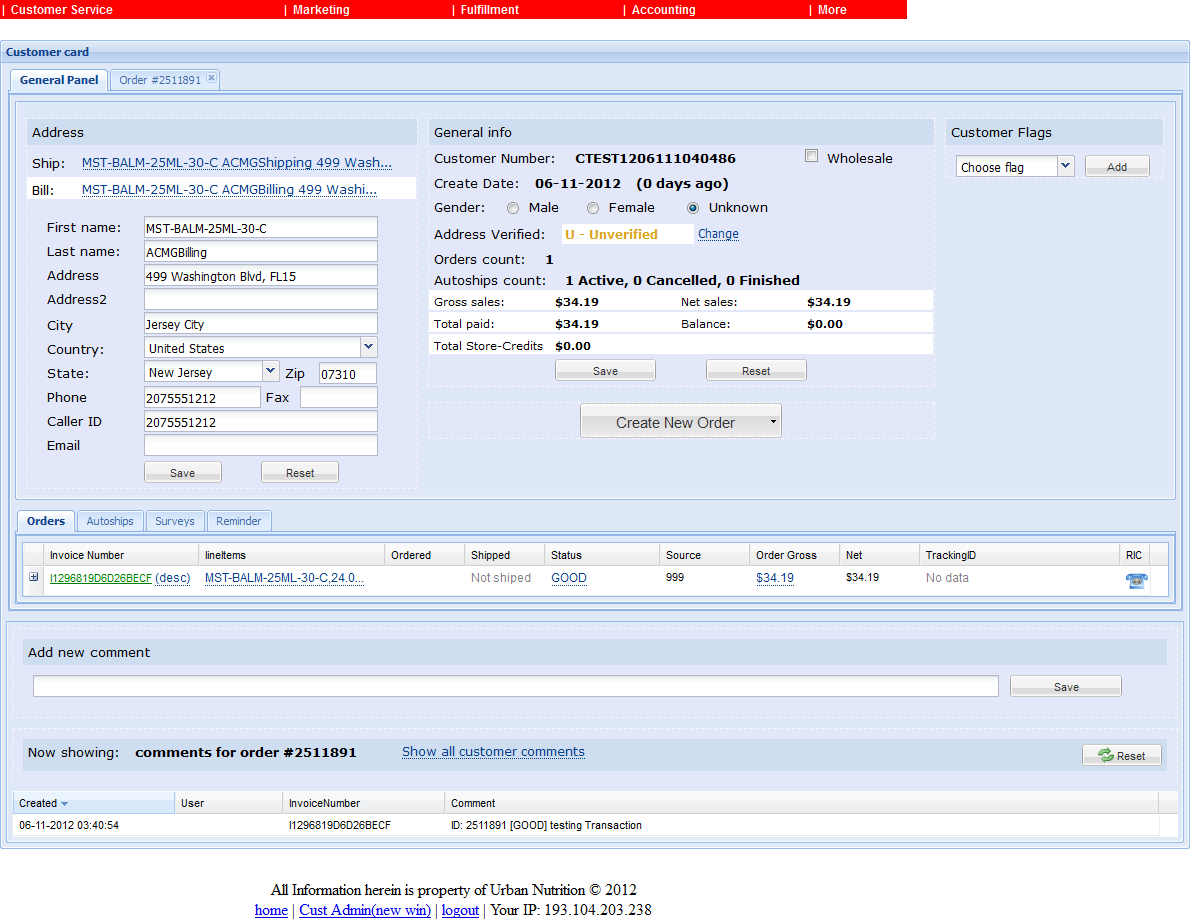 | Customer Service | Marketing | Fulfillment | Accounting | More
Customer card
General Panel Order #2511891
Address
Ship: MST-BALM-25ML-30-C ACMGShipping 499 Wash...
Bill: MST-BALM-25ML-30-C ACMGBilling 499 Washi...
First name: MST-BALM-25ML-30-C
Last name: ACMGBilling
Address 499 Washington Blvd, FL15
Address2
City Jersey City
Country: United States
State: New Jersey Zip 07310
Phone 2075551212 Fax
Caller ID 2075551212
Email
Save Reset
General info
Customer Number: CTEST1206111040486 Wholesale
Create Date: 06-11-2012 (0 days ago)
Gender: Male Female Unknown
Address Verified: U - Unverified Change
Orders count: 1
Autoships count: 1 Active, 0 Cancelled, 0 Finished
Gross sales: $34.19 Net sales: $34.19
Total paid: $34.19 Balance: $0.00
Total Store-Credits $0.00
Save Reset
Create New Order
Customer Flags
Choose flag Add
Orders Autoships Surveys Reminder
Invoice Number lineItems Ordered Shipped Status Source Order Gross Net TrackingID RIC
I1296819D6D26BECF (desc) MST-BALM-25ML-30-C,24.0... Not shiped GOOD 999 $34.19 $34.19 No data
Add new comment
Save
Now showing: comments for order #2511891 Show all customer comments Reset
Created User InvoiceNumber Comment
06-11-2012 03:40:54 I1296819D6D26BECF ID: 2511891 [GOOD] testing Transaction
All Information herein is property of Urban Nutrition © 2012
home | Cust Admin(new win) | logout | Your IP: 193.104.203.238